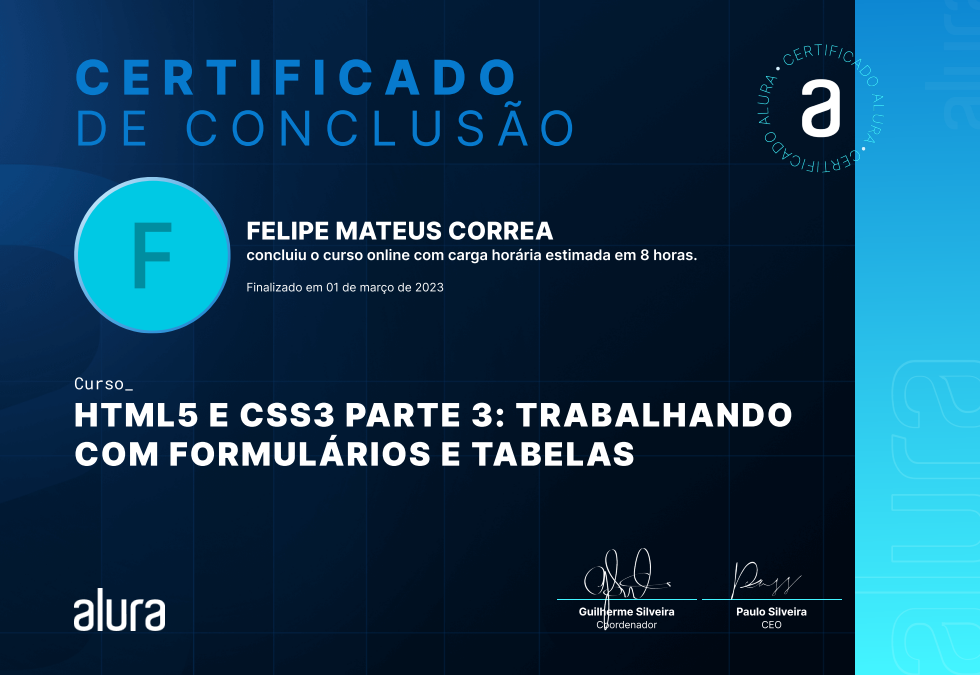 CERTIFICADO
DE CONCLUSÃO
CERTIFICADO ALURA • CERTIFICADO ALURA •
a
F
FELIPE MATEUS CORREA
concluiu o curso online com carga horária estimada em 8 horas.
Finalizado em 01 de março de 2023
Curso_
HTML5 E CSS3 PARTE 3: TRABALHANDO
COM FORMULÁRIOS E TABELAS
alura
Guilherme Silveira
Coordenador
Paulo Silveira
CEO
alura
alura